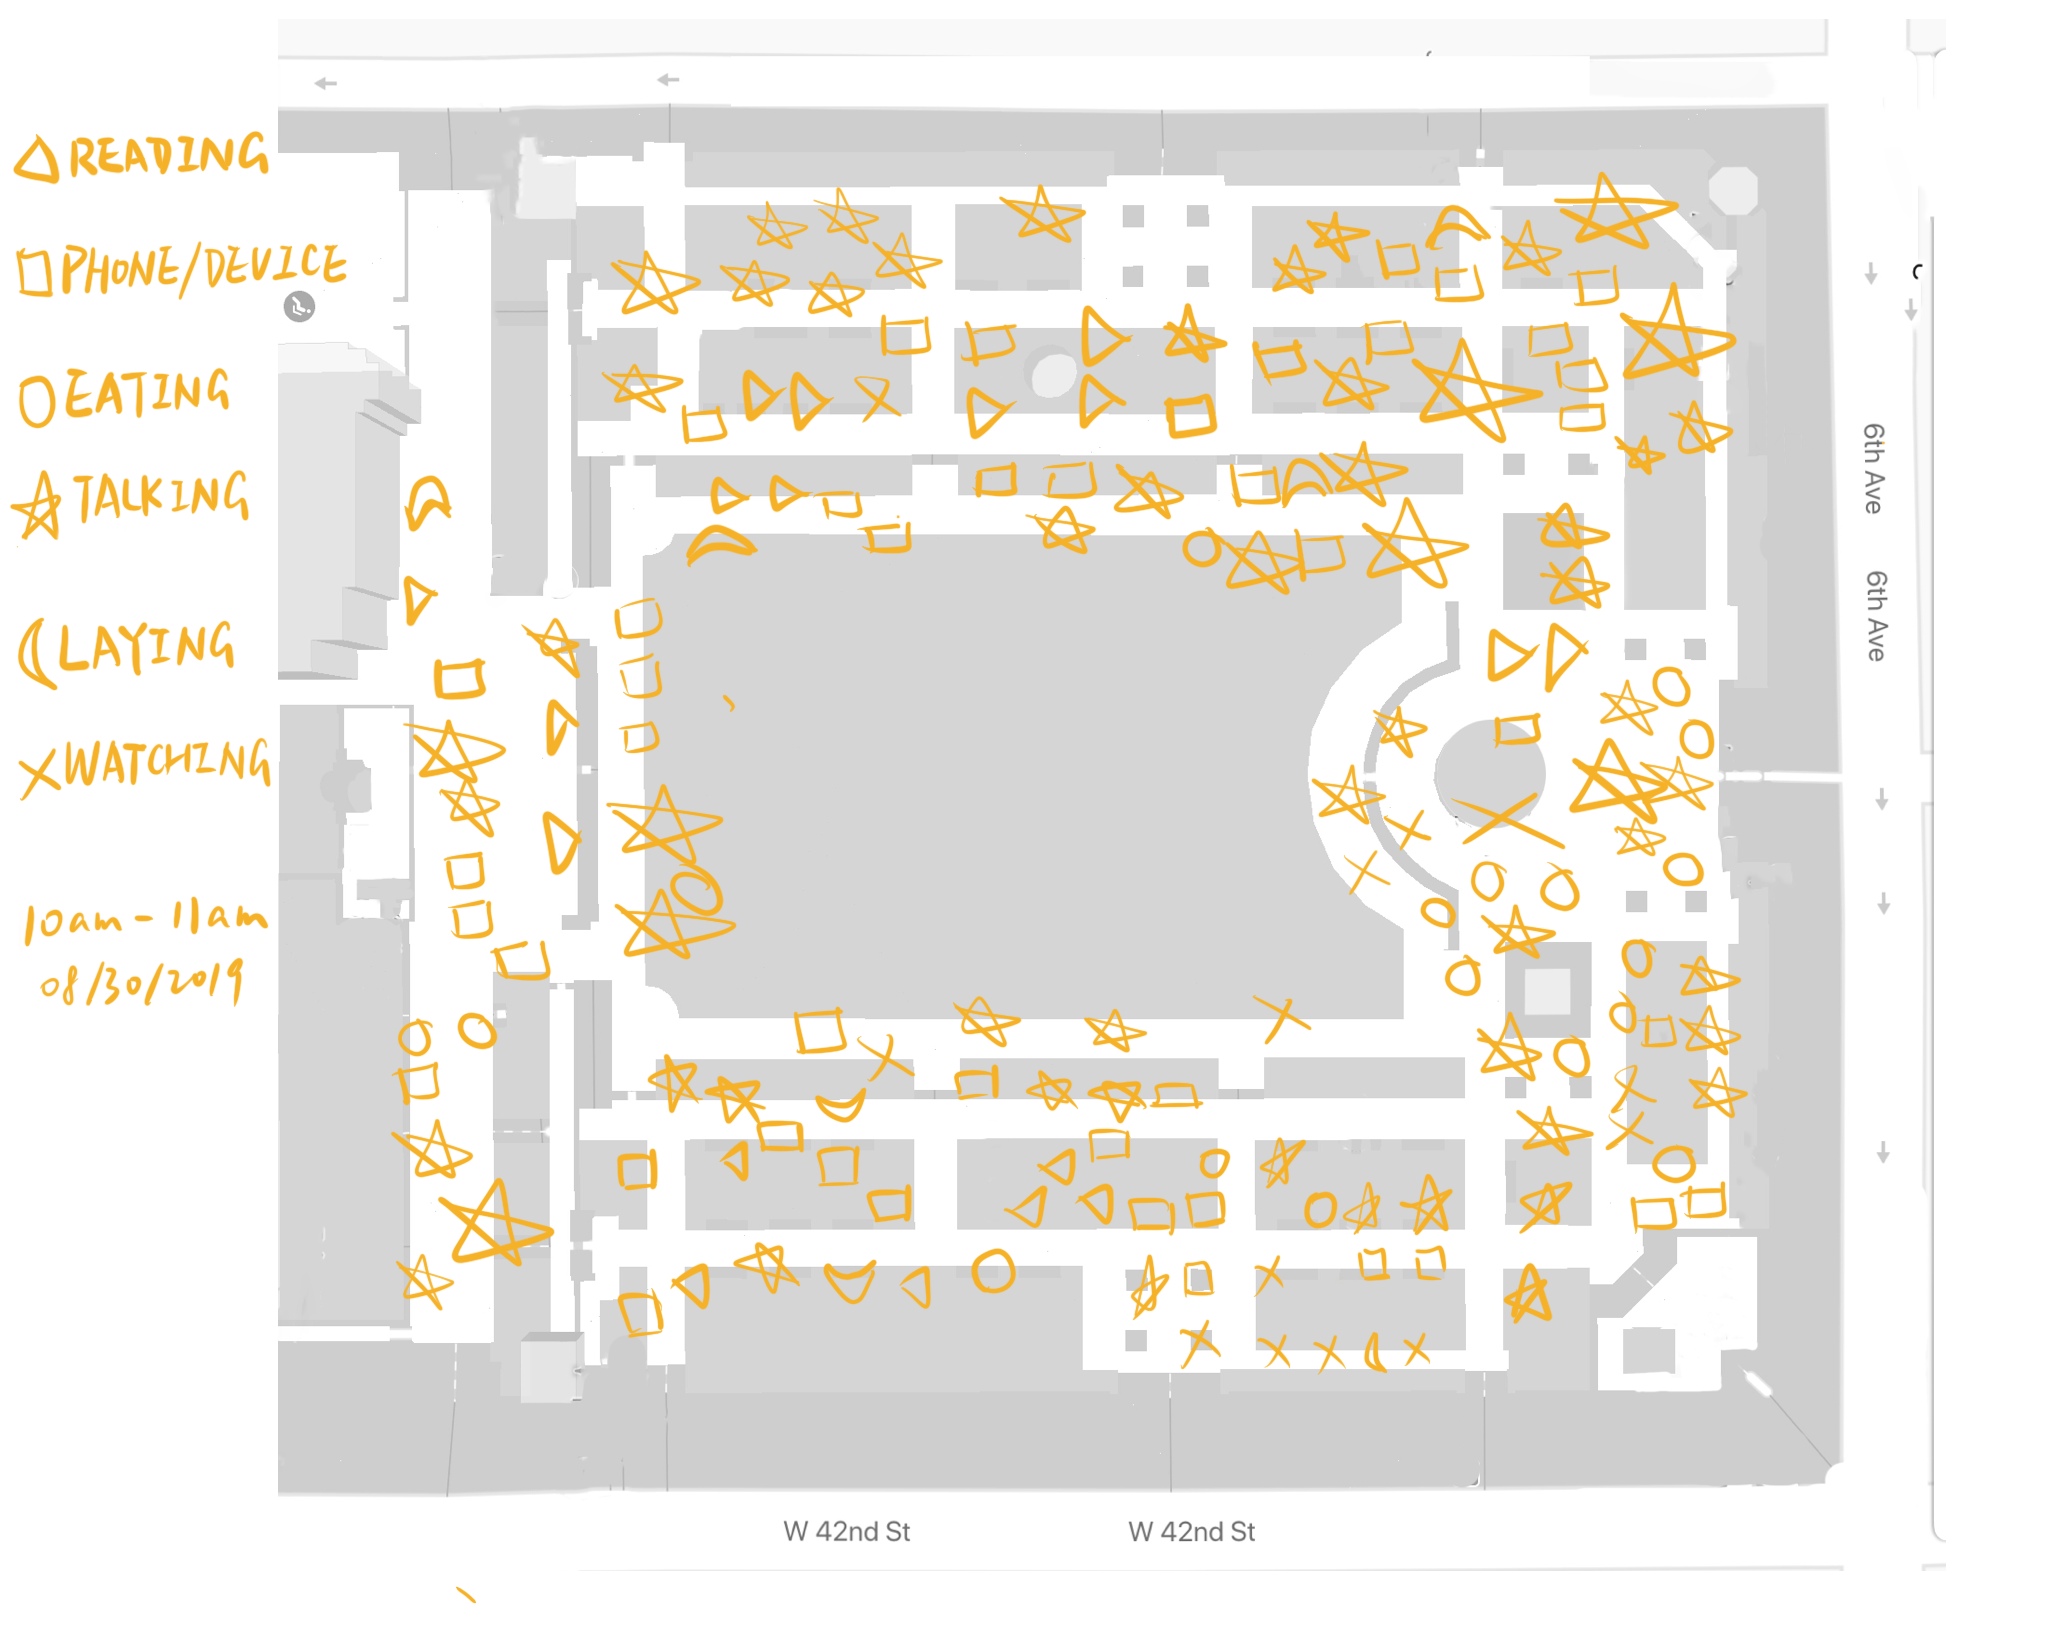 READING
PHONE/DEVICE
EATING
TALKING
LAYING
WATCHING
10am - 11am
08/30/2019
6th Ave
6th Ave
W 42nd St
W 42nd St